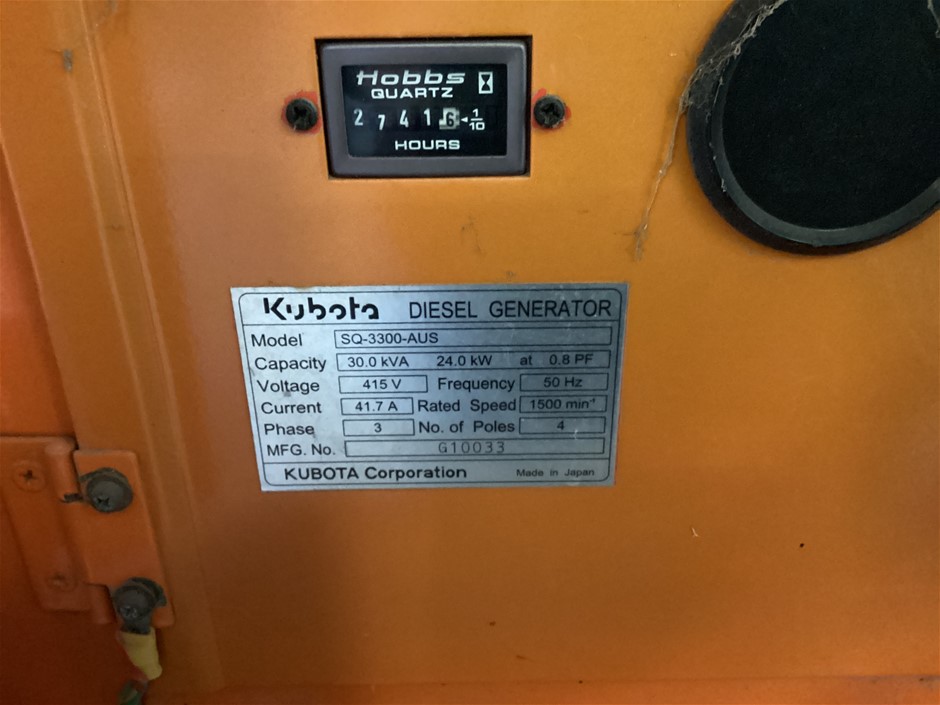 Hobbs
QUARTZ
2 7 4 1 6 1/10
HOURS
Kubota DIESEL GENERATOR
Model SQ-3300-AUS
Capacity 30.0 kVA 24.0 kW at 0.8 PF
Voltage 415 V Frequency 50 Hz
Current 41.7 A Rated Speed 1500 min⁻¹
Phase 3 No. of Poles 4
MFG. No. G10033
KUBOTA Corporation Made in Japan